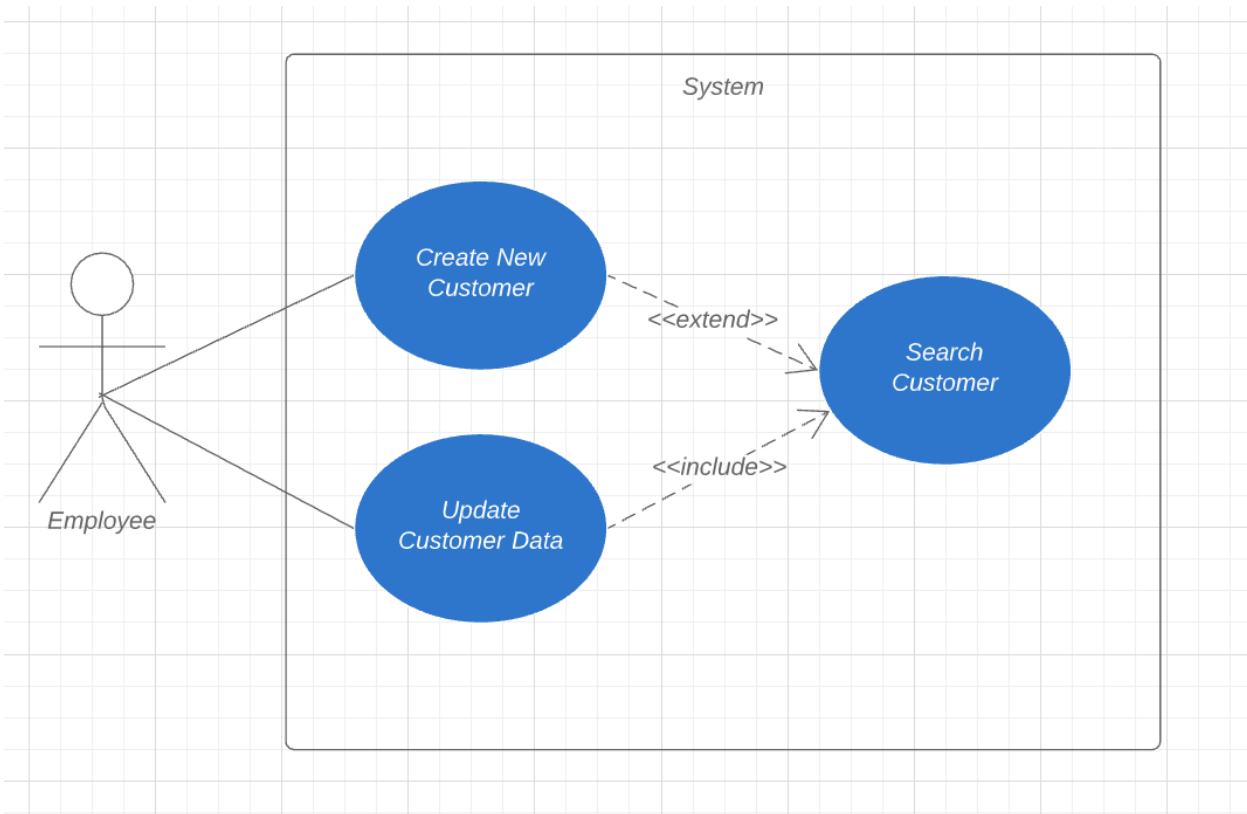 System
Create New
Customer
<<extend>>
Search
Customer
<<include>>
Update
Customer Data
Employee